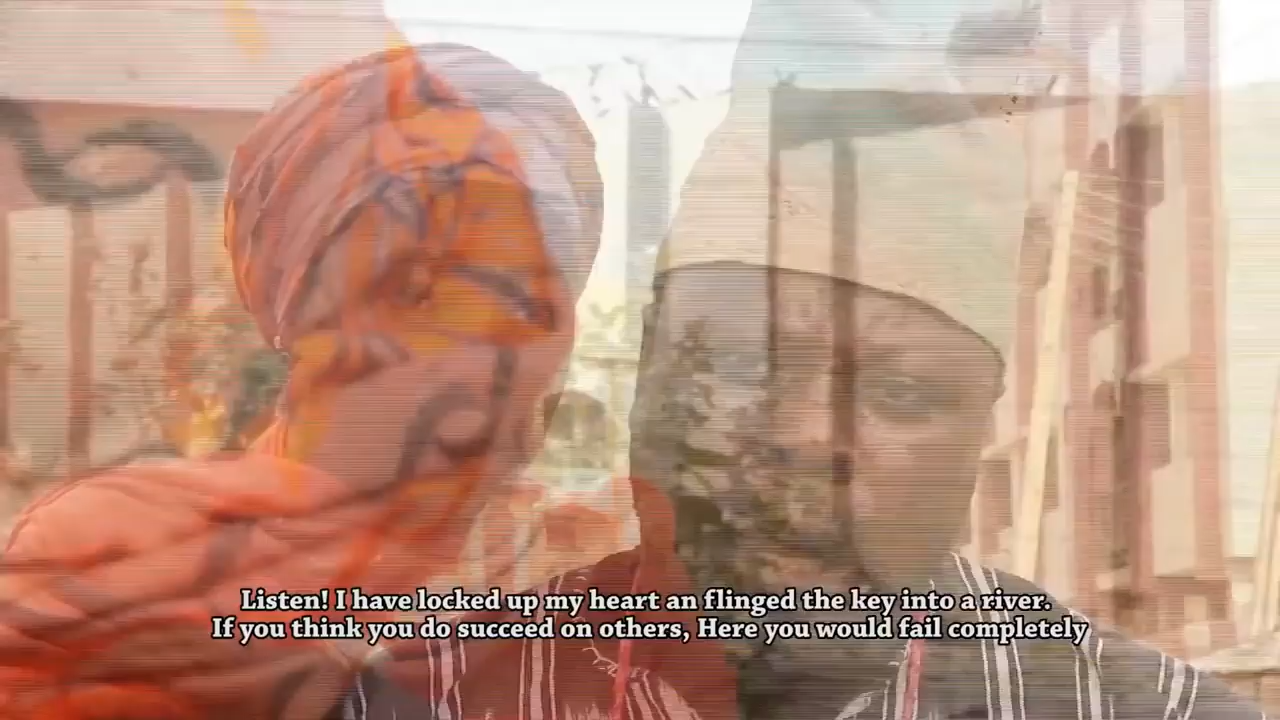 Listen! I have locked up my heart an flinged the key into a river.
If you think you do succeed on others, Here you would fail completely